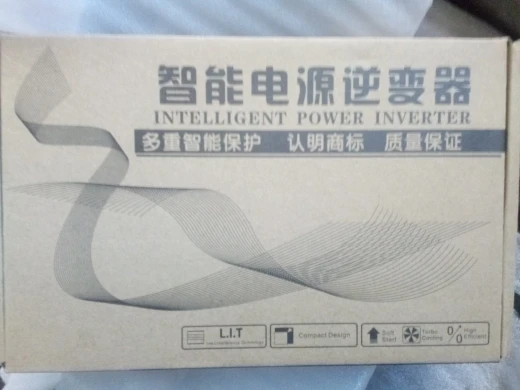 智能电源逆变器
INTELLIGENT POWER INVERTER
多重智能保护 认明商标 质量保证
L.I.T
Compact Design
Soft Start
Turbo Cooling
High Efficient